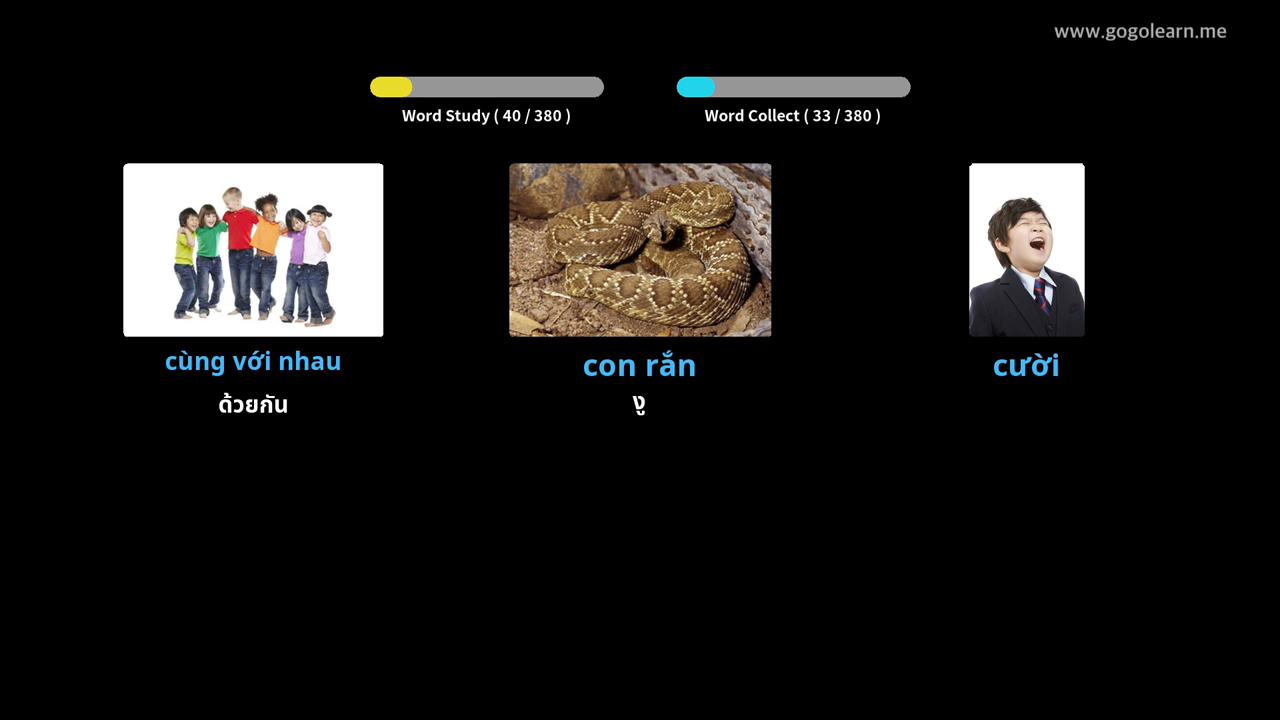 www.gogolearn.me
Word Study ( 40 / 380 )
Word Collect ( 33 / 380 )
cùng với nhau
ด้วยกัน
con rắn
งู
cười